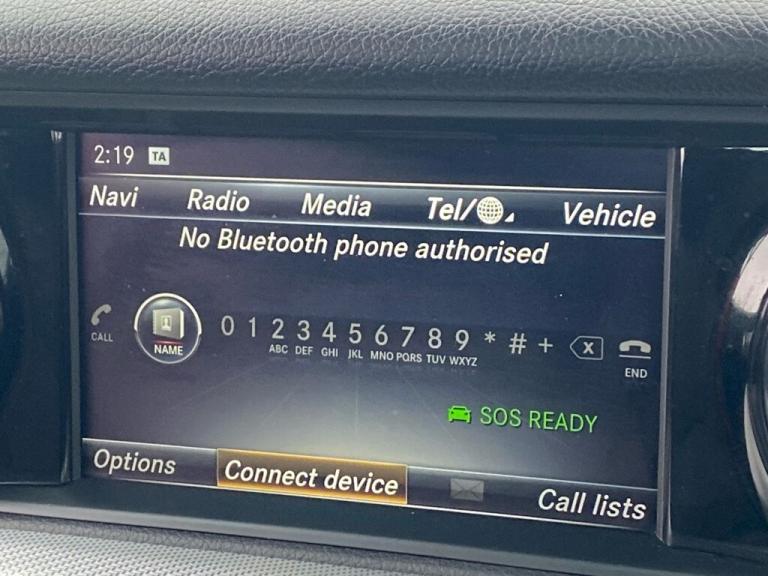 2:19 TA
Navi Radio Media Tel/ Vehicle
No Bluetooth phone authorised
0 1 2 3 4 5 6 7 8 9 * # + X
CALL NAME ABC DEF GHI JKL MNO PQRS TUV WXYZ END
SOS READY
Options Connect device Call lists